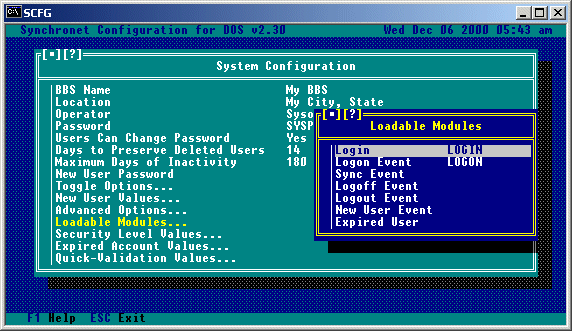 SCFG
Synchronet Configuration for DOS v2.30 Wed Dec 06 2000 05:43 am
[■][?]
System Configuration
BBS Name My BBS
Location My City, State
Operator Syso
Password SYSP
Users Can Change Password Yes
Days to Preserve Deleted Users 14
Maximum Days of Inactivity 180
New User Password
Toggle Options...
New User Values...
Advanced Options...
Loadable Modules...
Security Level Values...
Expired Account Values...
Quick-Validation Values...
[■][?]
Loadable Modules
Login LOGIN
Logon Event LOGON
Sync Event
Logoff Event
Logout Event
New User Event
Expired User
F1 Help ESC Exit